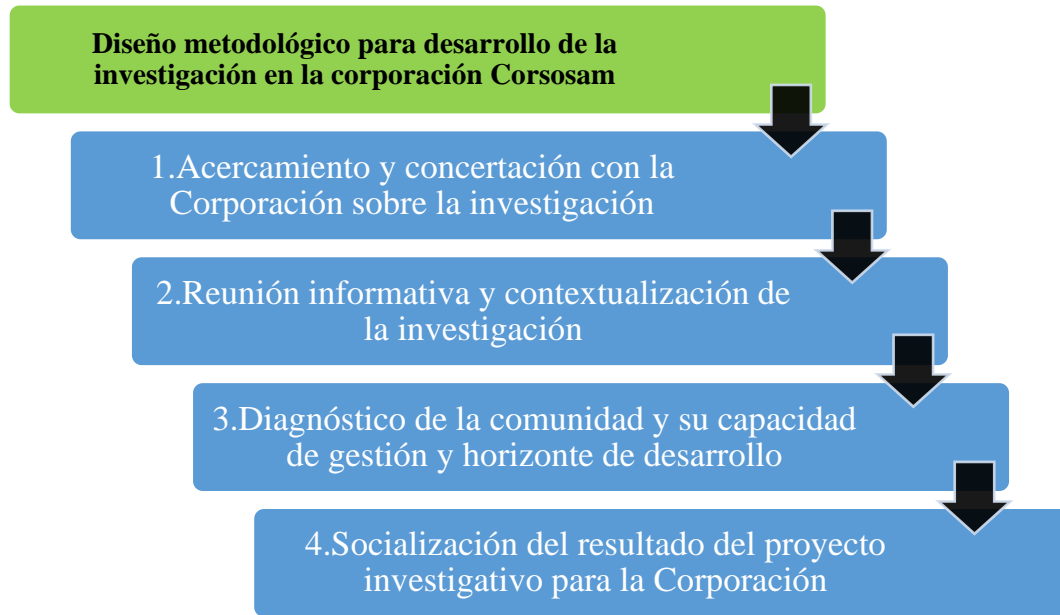 Diseño metodológico para desarrollo de la
investigación en la corporación Corsosam
1.Acercamiento y concertación con la
Corporación sobre la investigación
2.Reunión informativa y contextualización de
la investigación
3.Diagnóstico de la comunidad y su capacidad
de gestión y horizonte de desarrollo
4.Socialización del resultado del proyecto
investigativo para la Corporación